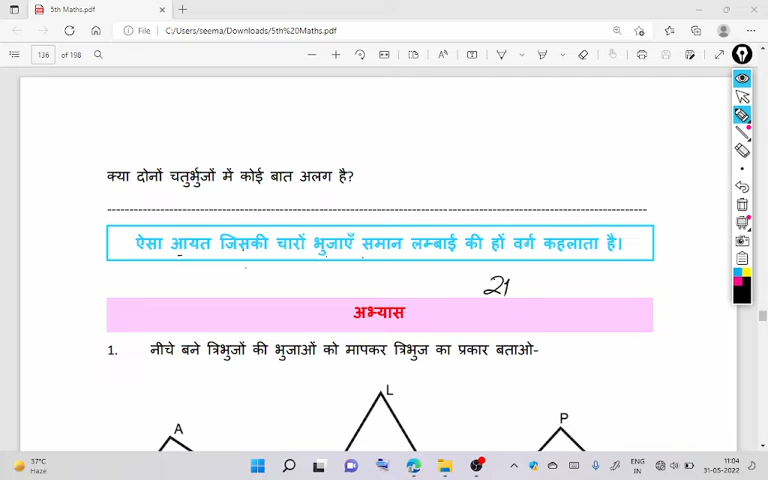 5th Maths.pdf
File C:/Users/seema/Downloads/5th%20Maths.pdf
136 of 198
क्या दोनों चतुर्भुजों में कोई बात अलग है?
ऐसा आयत जिसकी चारों भुजाएँ समान लम्बाई की हों वर्ग कहलाता है।
अभ्यास
1. नीचे बने त्रिभुजों की भुजाओं को मापकर त्रिभुज का प्रकार बताओ-
L
A P
37°C
Haze
ENG
IN
11:04
31-05-2022